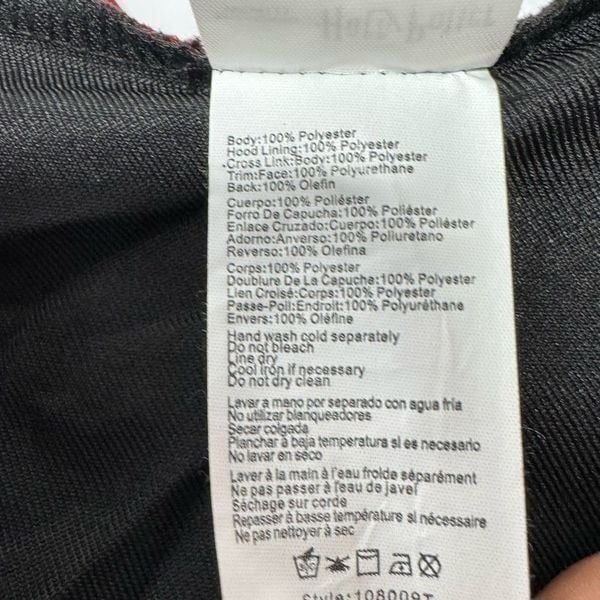 Body:100% Polyester
Hood Lining:100% Polyester
Cross Link:Body:100% Polyester
Trim:Face:100% Polyurethane
Back:100% Olefin
Cuerpo:100% Poliéster
Forro De Capucha:100% Poliéster
Enlace Cruzado:Cuerpo:100% Poliéster
Adorno:Anverso:100% Poliuretano
Reverso:100% Olefina
Corps:100% Polyester
Doublure De La Capuche:100% Polyester
Lien Croisé:Corps:100% Polyester
Passe-Poil:Endroit:100% Polyuréthane
Envers:100% Oléfine
Hand wash cold separately
Do not bleach
Line dry
Cool iron if necessary
Do not dry clean
Lavar a mano por separado con agua fría
No utilizar blanqueadores
Secar colgada
Planchar a baja temperatura si es necesario
No lavar en seco
Laver à la main à l'eau froide séparément
Ne pas passer à l'eau de javel
Séchage sur corde
Repasser à basse température si nécessaire
Ne pas nettoyer à sec
Style:108009T